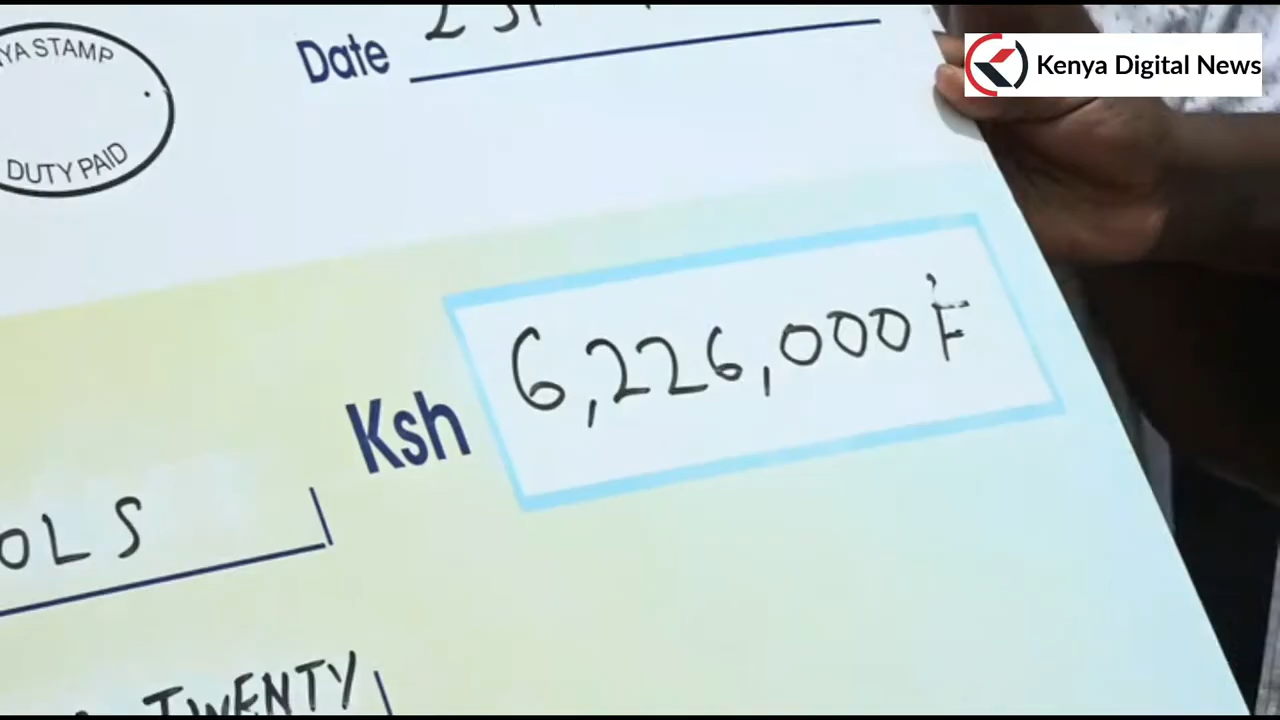 YA STAMP
DUTY PAID
Date
Kenya Digital News
Ksh 6,226,000 F
OLS
TWENTY